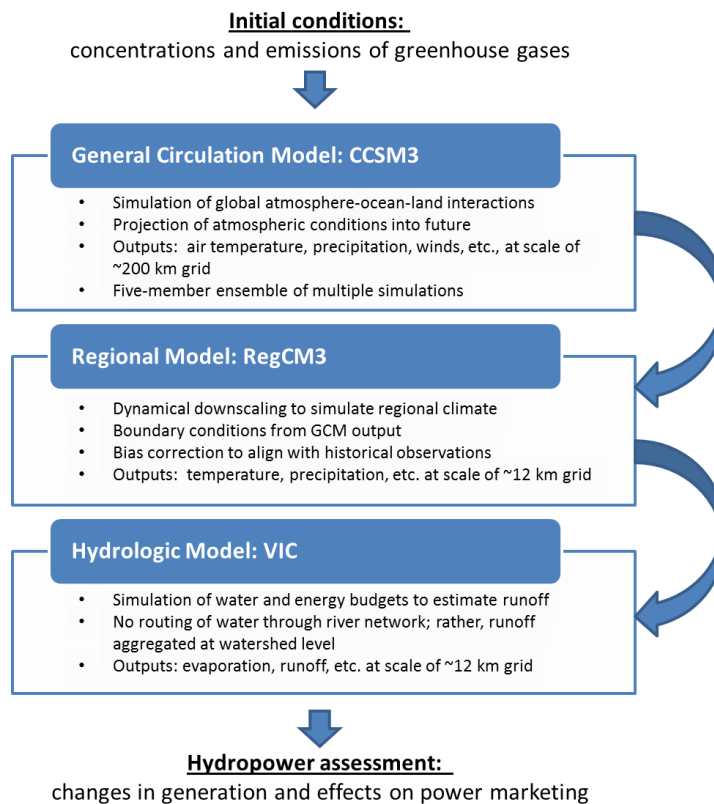 Initial conditions:
concentrations and emissions of greenhouse gases
General Circulation Model: CCSM3
• Simulation of global atmosphere-ocean-land interactions
• Projection of atmospheric conditions into future
• Outputs: air temperature, precipitation, winds, etc., at scale of
~200 km grid
• Five-member ensemble of multiple simulations
Regional Model: RegCM3
• Dynamical downscaling to simulate regional climate
• Boundary conditions from GCM output
• Bias correction to align with historical observations
• Outputs: temperature, precipitation, etc. at scale of ~12 km grid
Hydrologic Model: VIC
• Simulation of water and energy budgets to estimate runoff
• No routing of water through river network; rather, runoff
aggregated at watershed level
• Outputs: evaporation, runoff, etc. at scale of ~12 km grid
Hydropower assessment:
changes in generation and effects on power marketing